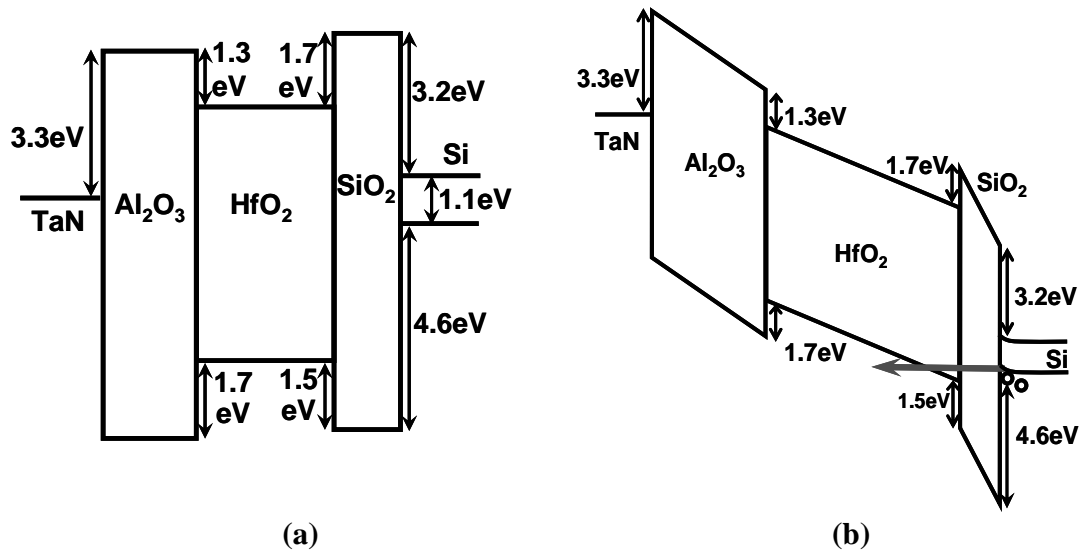 1.3
eV
1.7
eV
3.3eV
3.2eV
Si
1.1eV
TaN
Al2O3
HfO2
SiO2
4.6eV
1.7
eV
1.5
eV
(a)
3.3eV
TaN
1.3eV
Al2O3
1.7eV
SiO2
HfO2
3.2eV
1.7eV
Si
1.5eV
4.6eV
(b)